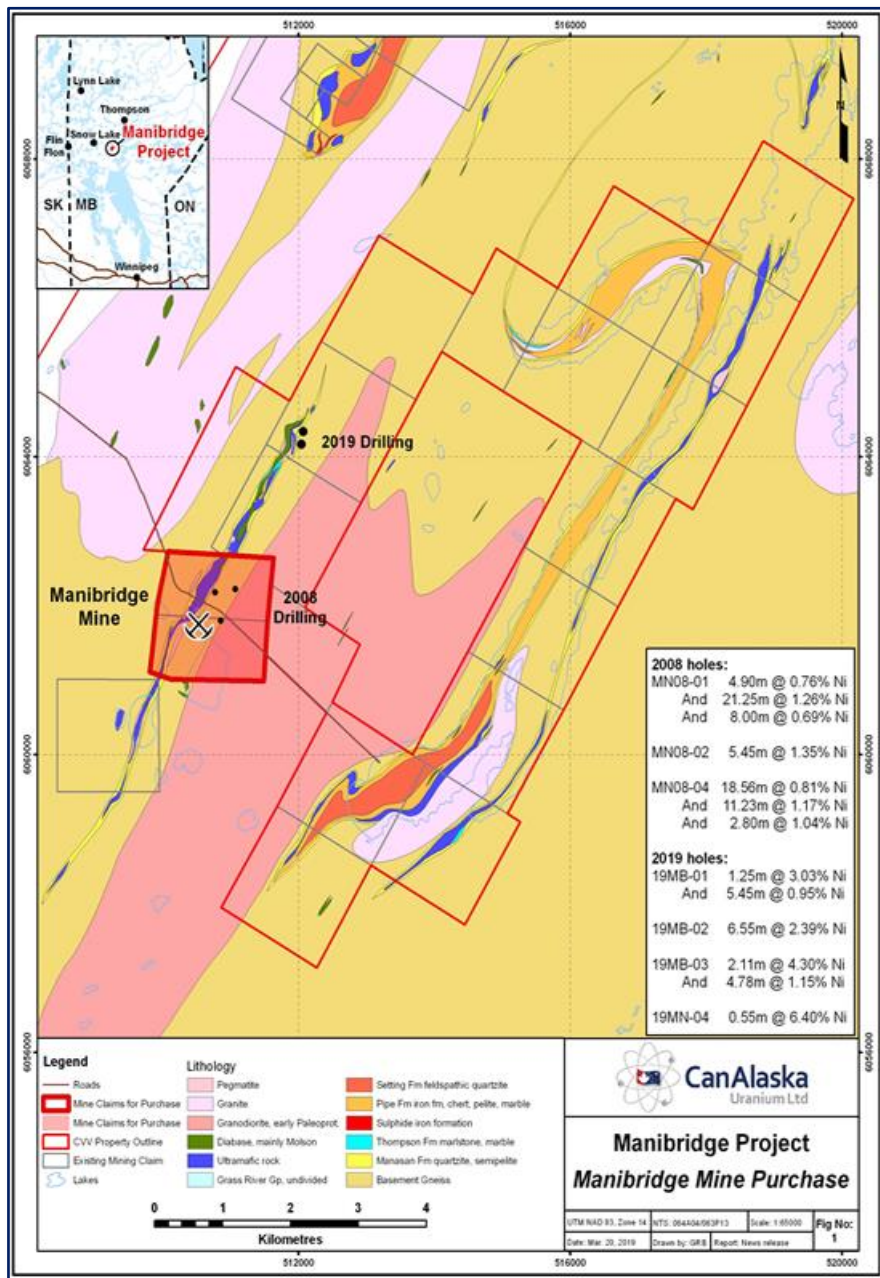 512000 516000 520000
Lynn Lake
Thompson
Snow Lake
Flin
Flon
Manibridge
Project
SK MB ON
Winnipeg
N
6068000 6068000
6064000 6064000
6060000 6060000
6056000 6056000
2019 Drilling
Manibridge
Mine
2008
Drilling
2008 holes:
MN08-01 4.90m @ 0.76% Ni
And 21.25m @ 1.26% Ni
And 8.00m @ 0.69% Ni
MN08-02 5.45m @ 1.35% Ni
MN08-04 18.56m @ 0.81% Ni
And 11.23m @ 1.17% Ni
And 2.80m @ 1.04% Ni
2019 holes:
19MB-01 1.25m @ 3.03% Ni
And 5.45m @ 0.95% Ni
19MB-02 6.55m @ 2.39% Ni
19MB-03 2.11m @ 4.30% Ni
And 4.78m @ 1.15% Ni
19MN-04 0.55m @ 6.40% Ni
Legend
Roads
Mine Claims for Purchase
Mine Claims for Purchase
CVV Property Outline
Existing Mining Claim
Lakes
Lithology
Pegmatite
Granite
Granodiorite, early Paleoprot.
Diabase, mainly Molson
Ultramafic rock
Grass River Gp, undivided
Setting Fm feldspathic quartzite
Pipe Fm iron fm, chert, pelite, marble
Sulphide iron formation
Thompson Fm marlstone, marble
Manasan Fm quartzite, semipelite
Basement Gneiss
0 1 2 3 4
Kilometres
CanAlaska
Uranium Ltd
Manibridge Project
Manibridge Mine Purchase
UTM NAD 83, Zone 14 NTS: 064A04/063P13 Scale: 1:65000 Fig No:
1
Date: Mar. 20, 2019 Drawn by: GRS Report: News release
512000 516000 520000